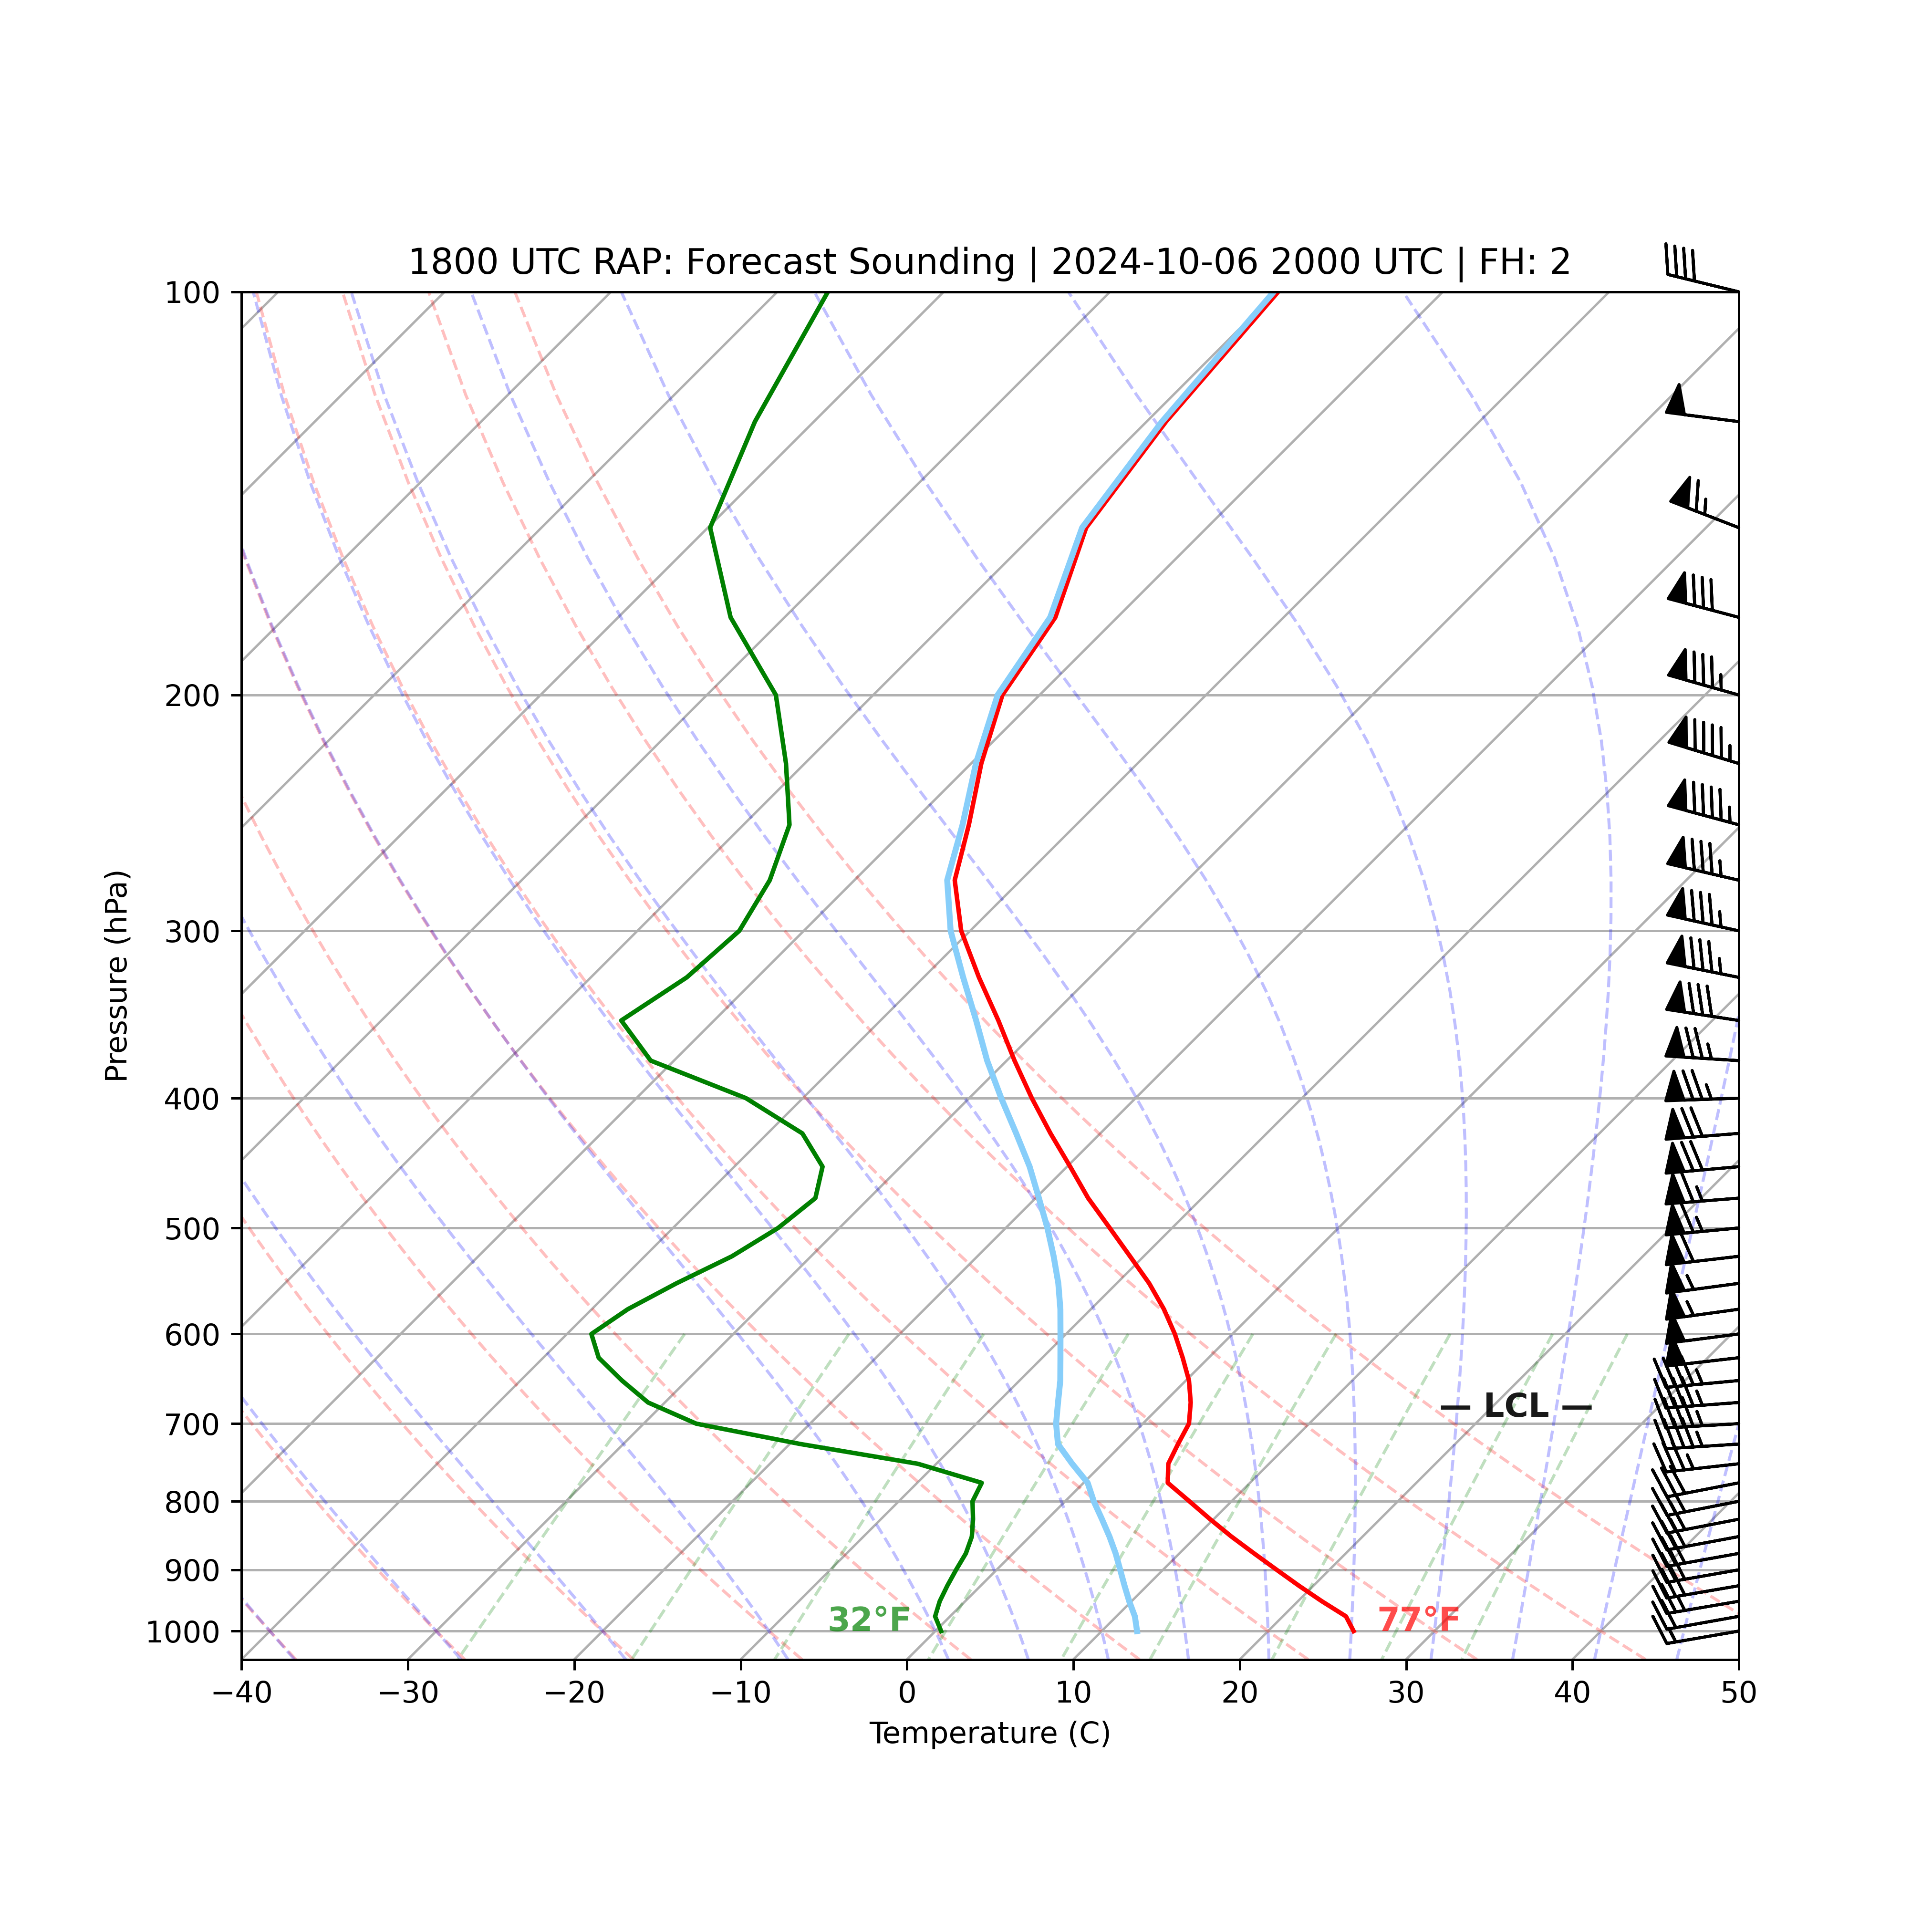 1800 UTC RAP: Forecast Sounding | 2024-10-06 2000 UTC | FH: 2
100
200
300
400
500
600
700
800
900
1000
Pressure (hPa)
— LCL —
32°F
77°F
−40 −30 −20 −10 0 10 20 30 40 50
Temperature (C)